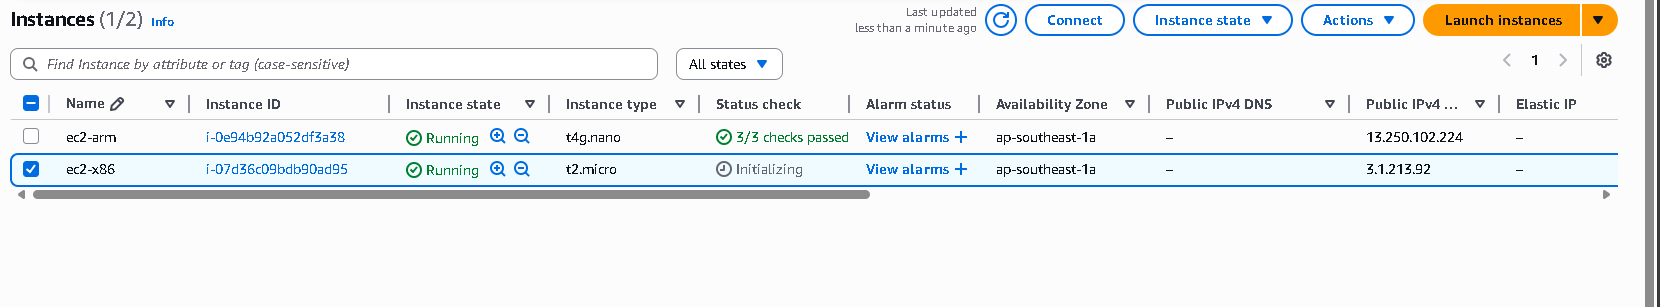 Instances (1/2) Info
Last updated
less than a minute ago
Connect
Instance state
Actions
Launch instances
Find Instance by attribute or tag (case-sensitive)
All states
1
Name Instance ID Instance state Instance type Status check Alarm status Availability Zone Public IPv4 DNS Public IPv4 ... Elastic IP
ec2-arm i-0e94b92a052df3a38 Running t4g.nano 3/3 checks passed View alarms + ap-southeast-1a – 13.250.102.224 –
ec2-x86 i-07d36c09bdb90ad95 Running t2.micro Initializing View alarms + ap-southeast-1a – 3.1.213.92 –